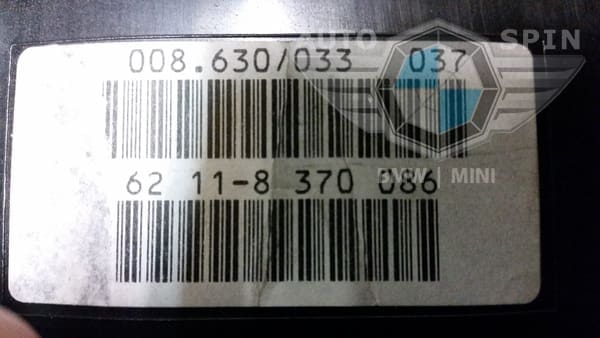 AUTO SPIN
008.630/033 037
62 11-8 370 086
BMW | MINI